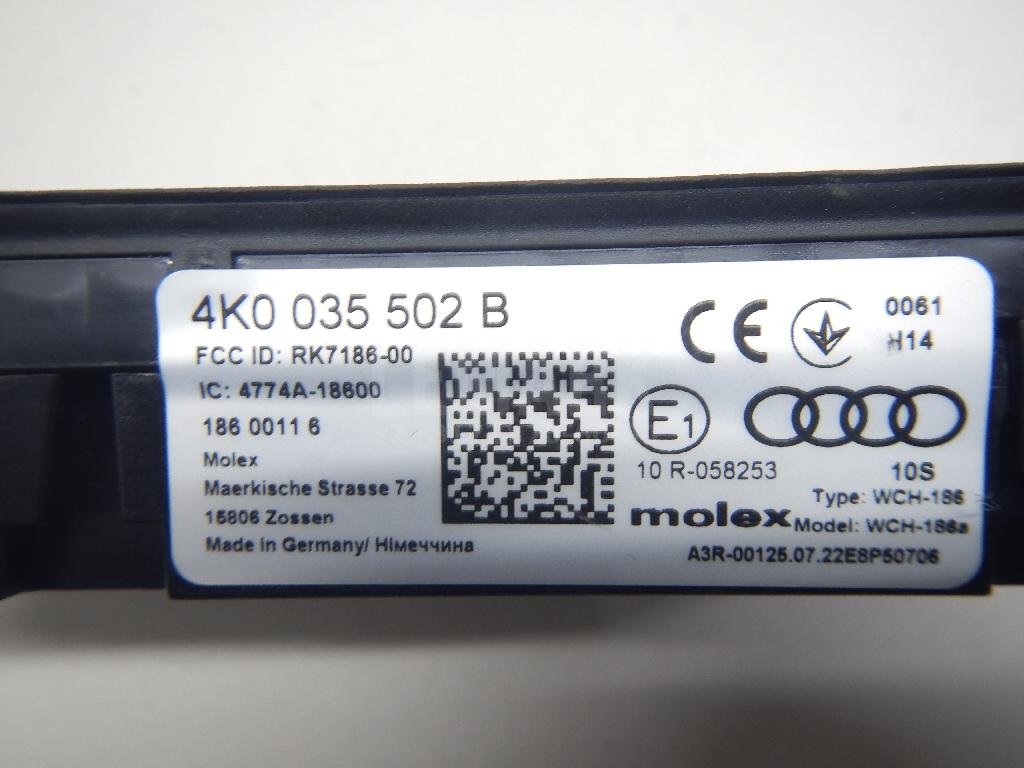 4K0 035 502 B
FCC ID: RK7186-00
IC: 4774A-18600
186 0011 6
Molex
Maerkische Strasse 72
15806 Zossen
Made in Germany/ Німеччина
CE
0061
H14
E1
10 R-058253
10S
molex
Type: WCH-186
Model: WCH-186a
A3R-00125.07.22E8P50706